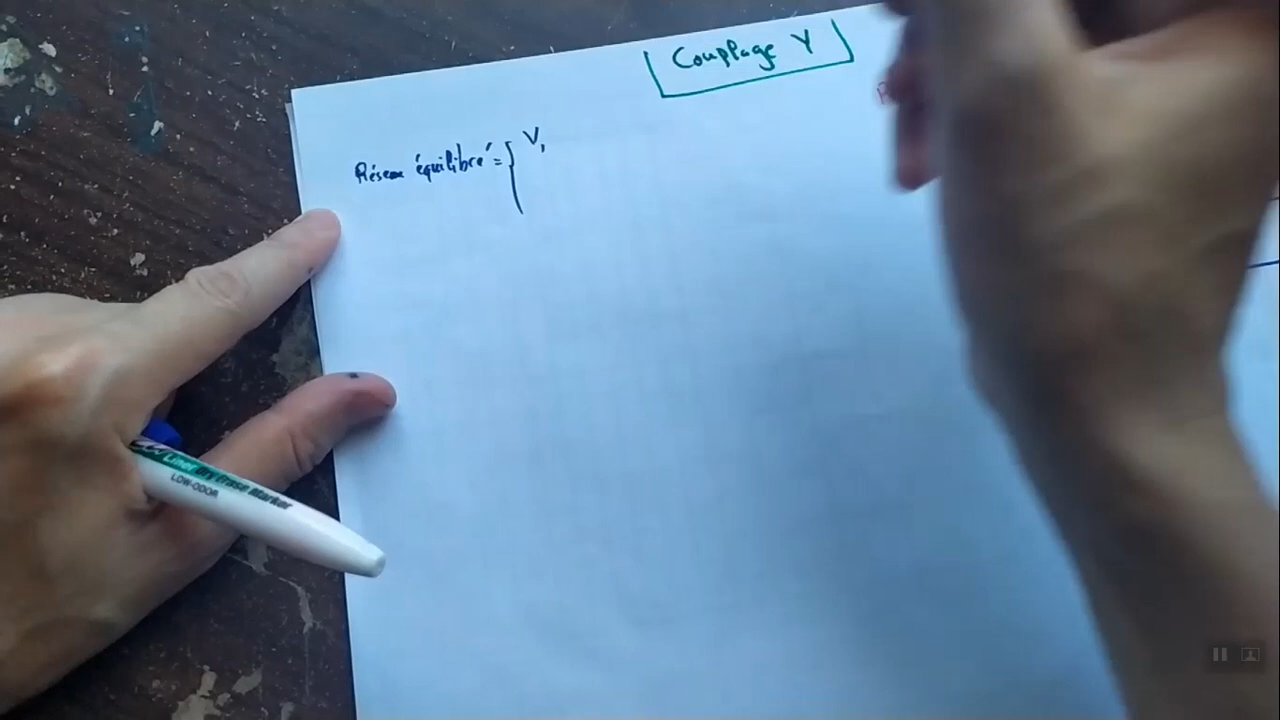 Couplage Y
Réseau équilibré = { V,
Liner Dry Erase Marker
LOW-ODOR